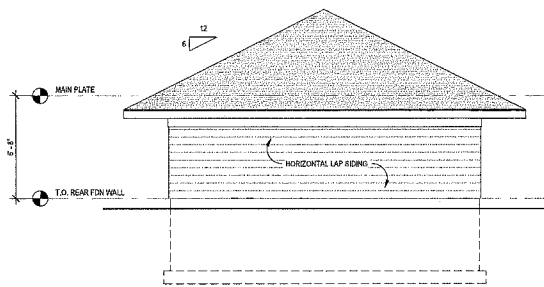 12
6
MAIN PLATE
6'-8"
HORIZONTAL LAP SIDING
T.O. REAR FDN WALL